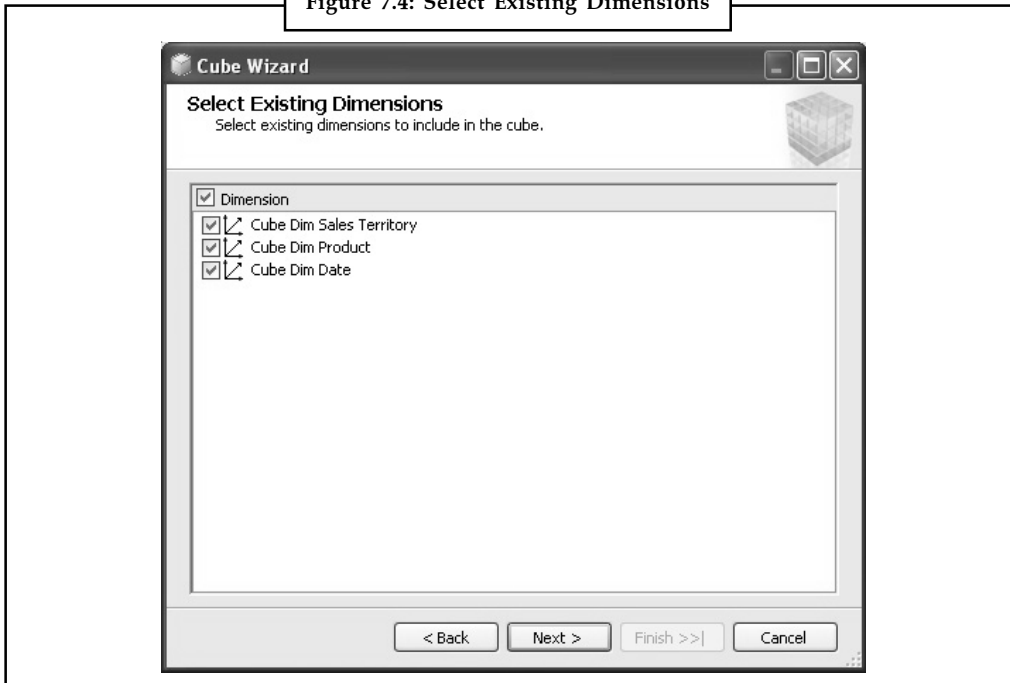 Figure 7.4: Select Existing Dimensions
Cube Wizard
Select Existing Dimensions
Select existing dimensions to include in the cube.
Dimension
Cube Dim Sales Territory
Cube Dim Product
Cube Dim Date
< Back Next > Finish >>| Cancel